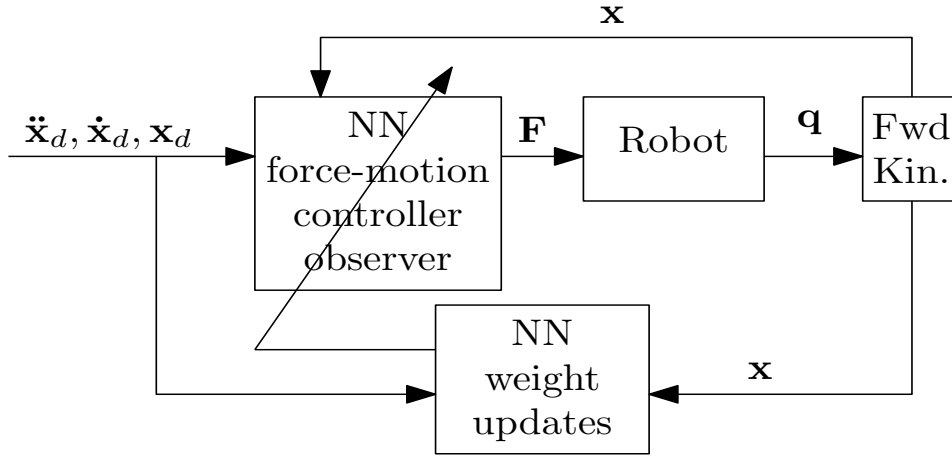 x
ẍ_d, ẋ_d, x_d
NN
force-motion
controller
observer
F
Robot
q
Fwd
Kin.
NN
weight
updates
x